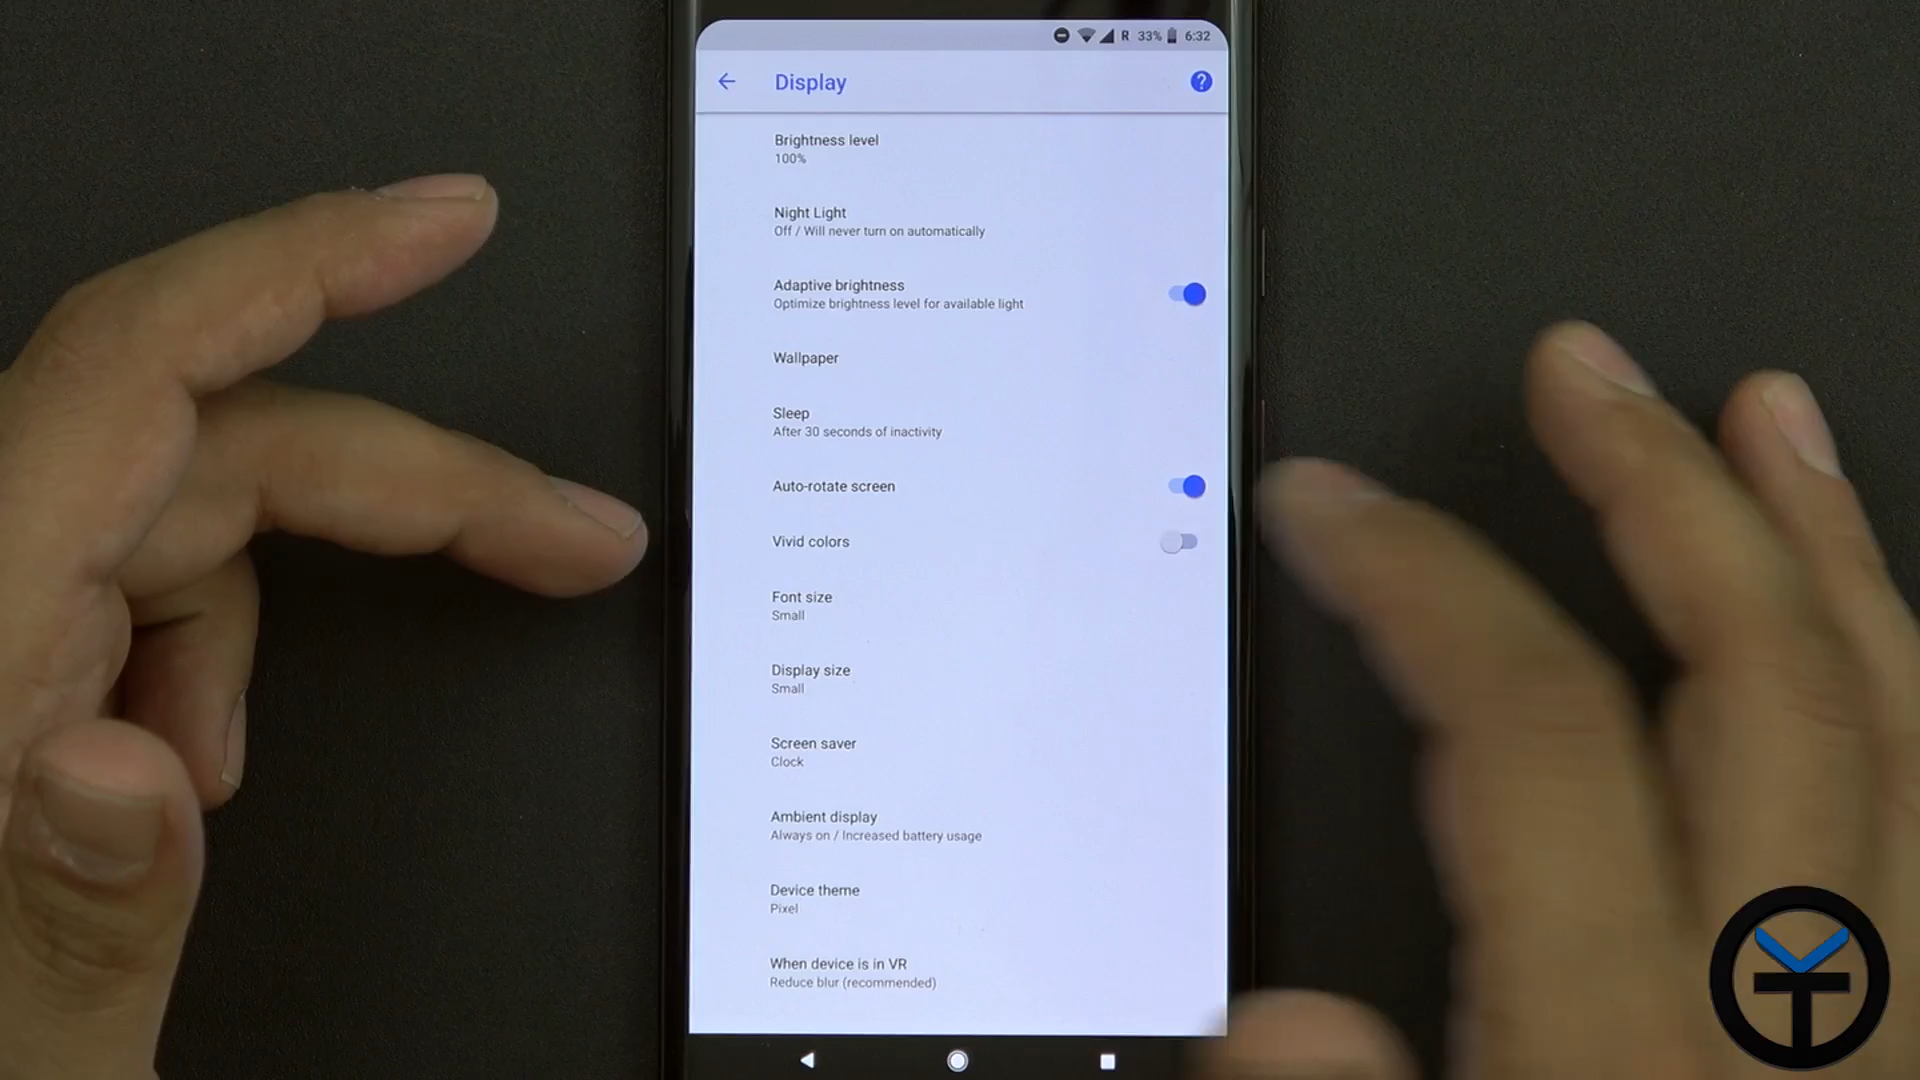 R 33% 6:32
Display
Brightness level
100%
Night Light
Off / Will never turn on automatically
Adaptive brightness
Optimize brightness level for available light
Wallpaper
Sleep
After 30 seconds of inactivity
Auto-rotate screen
Vivid colors
Font size
Small
Display size
Small
Screen saver
Clock
Ambient display
Always on / Increased battery usage
Device theme
Pixel
When device is in VR
Reduce blur (recommended)